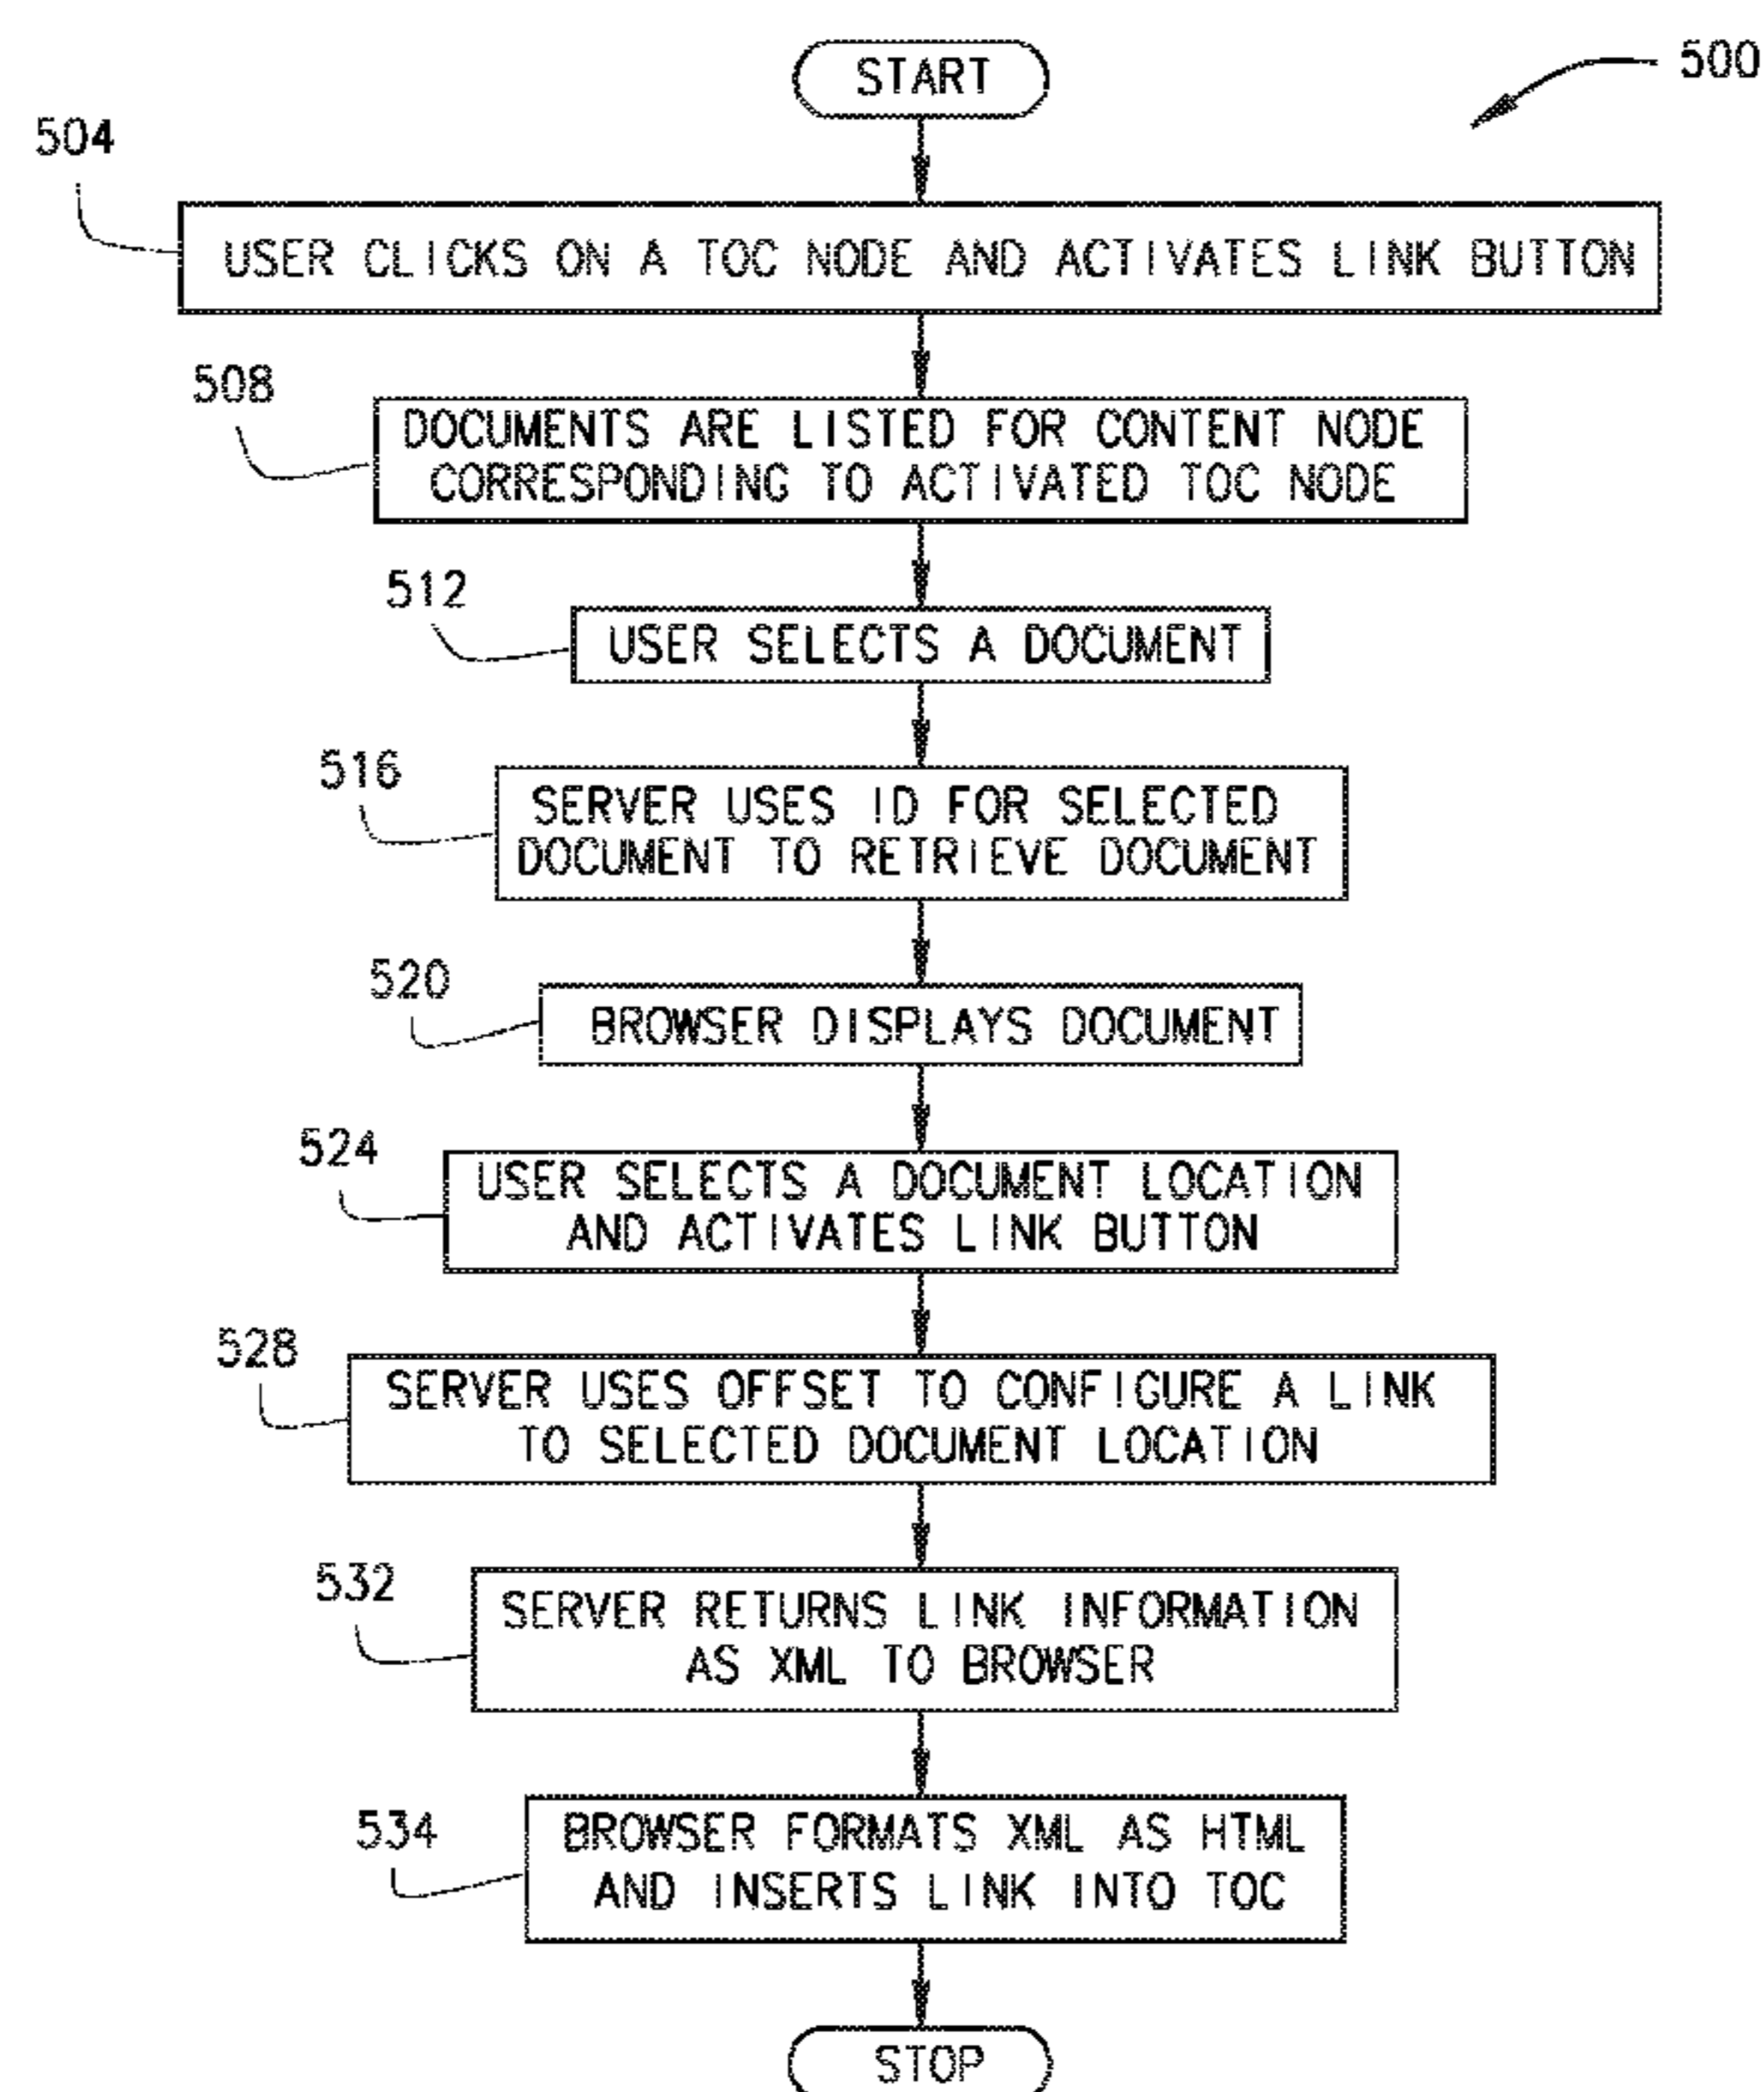 START
500
504
USER CLICKS ON A TOC NODE AND ACTIVATES LINK BUTTON
508
DOCUMENTS ARE LISTED FOR CONTENT NODE
CORRESPONDING TO ACTIVATED TOC NODE
512
USER SELECTS A DOCUMENT
516
SERVER USES ID FOR SELECTED
DOCUMENT TO RETRIEVE DOCUMENT
520
BROWSER DISPLAYS DOCUMENT
524
USER SELECTS A DOCUMENT LOCATION
AND ACTIVATES LINK BUTTON
528
SERVER USES OFFSET TO CONFIGURE A LINK
TO SELECTED DOCUMENT LOCATION
532
SERVER RETURNS LINK INFORMATION
AS XML TO BROWSER
534
BROWSER FORMATS XML AS HTML
AND INSERTS LINK INTO TOC
STOP